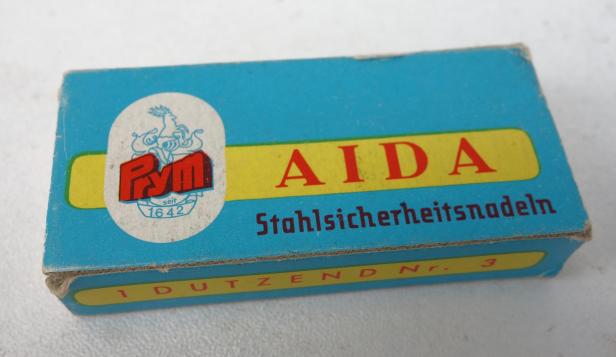 Prym
seit
1642
AIDA
Stahlsicherheitsnadeln
1 DUTZEND Nr. 3